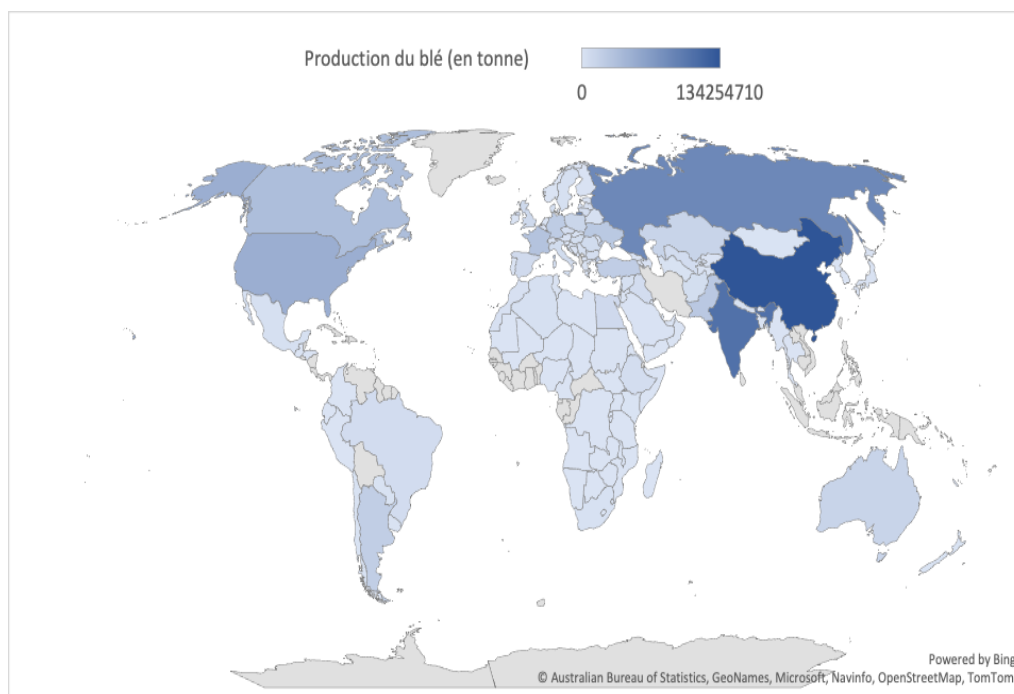 Production du blé (en tonne)
0 134254710
Powered by Bing
© Australian Bureau of Statistics, GeoNames, Microsoft, Navinfo, OpenStreetMap, TomTom